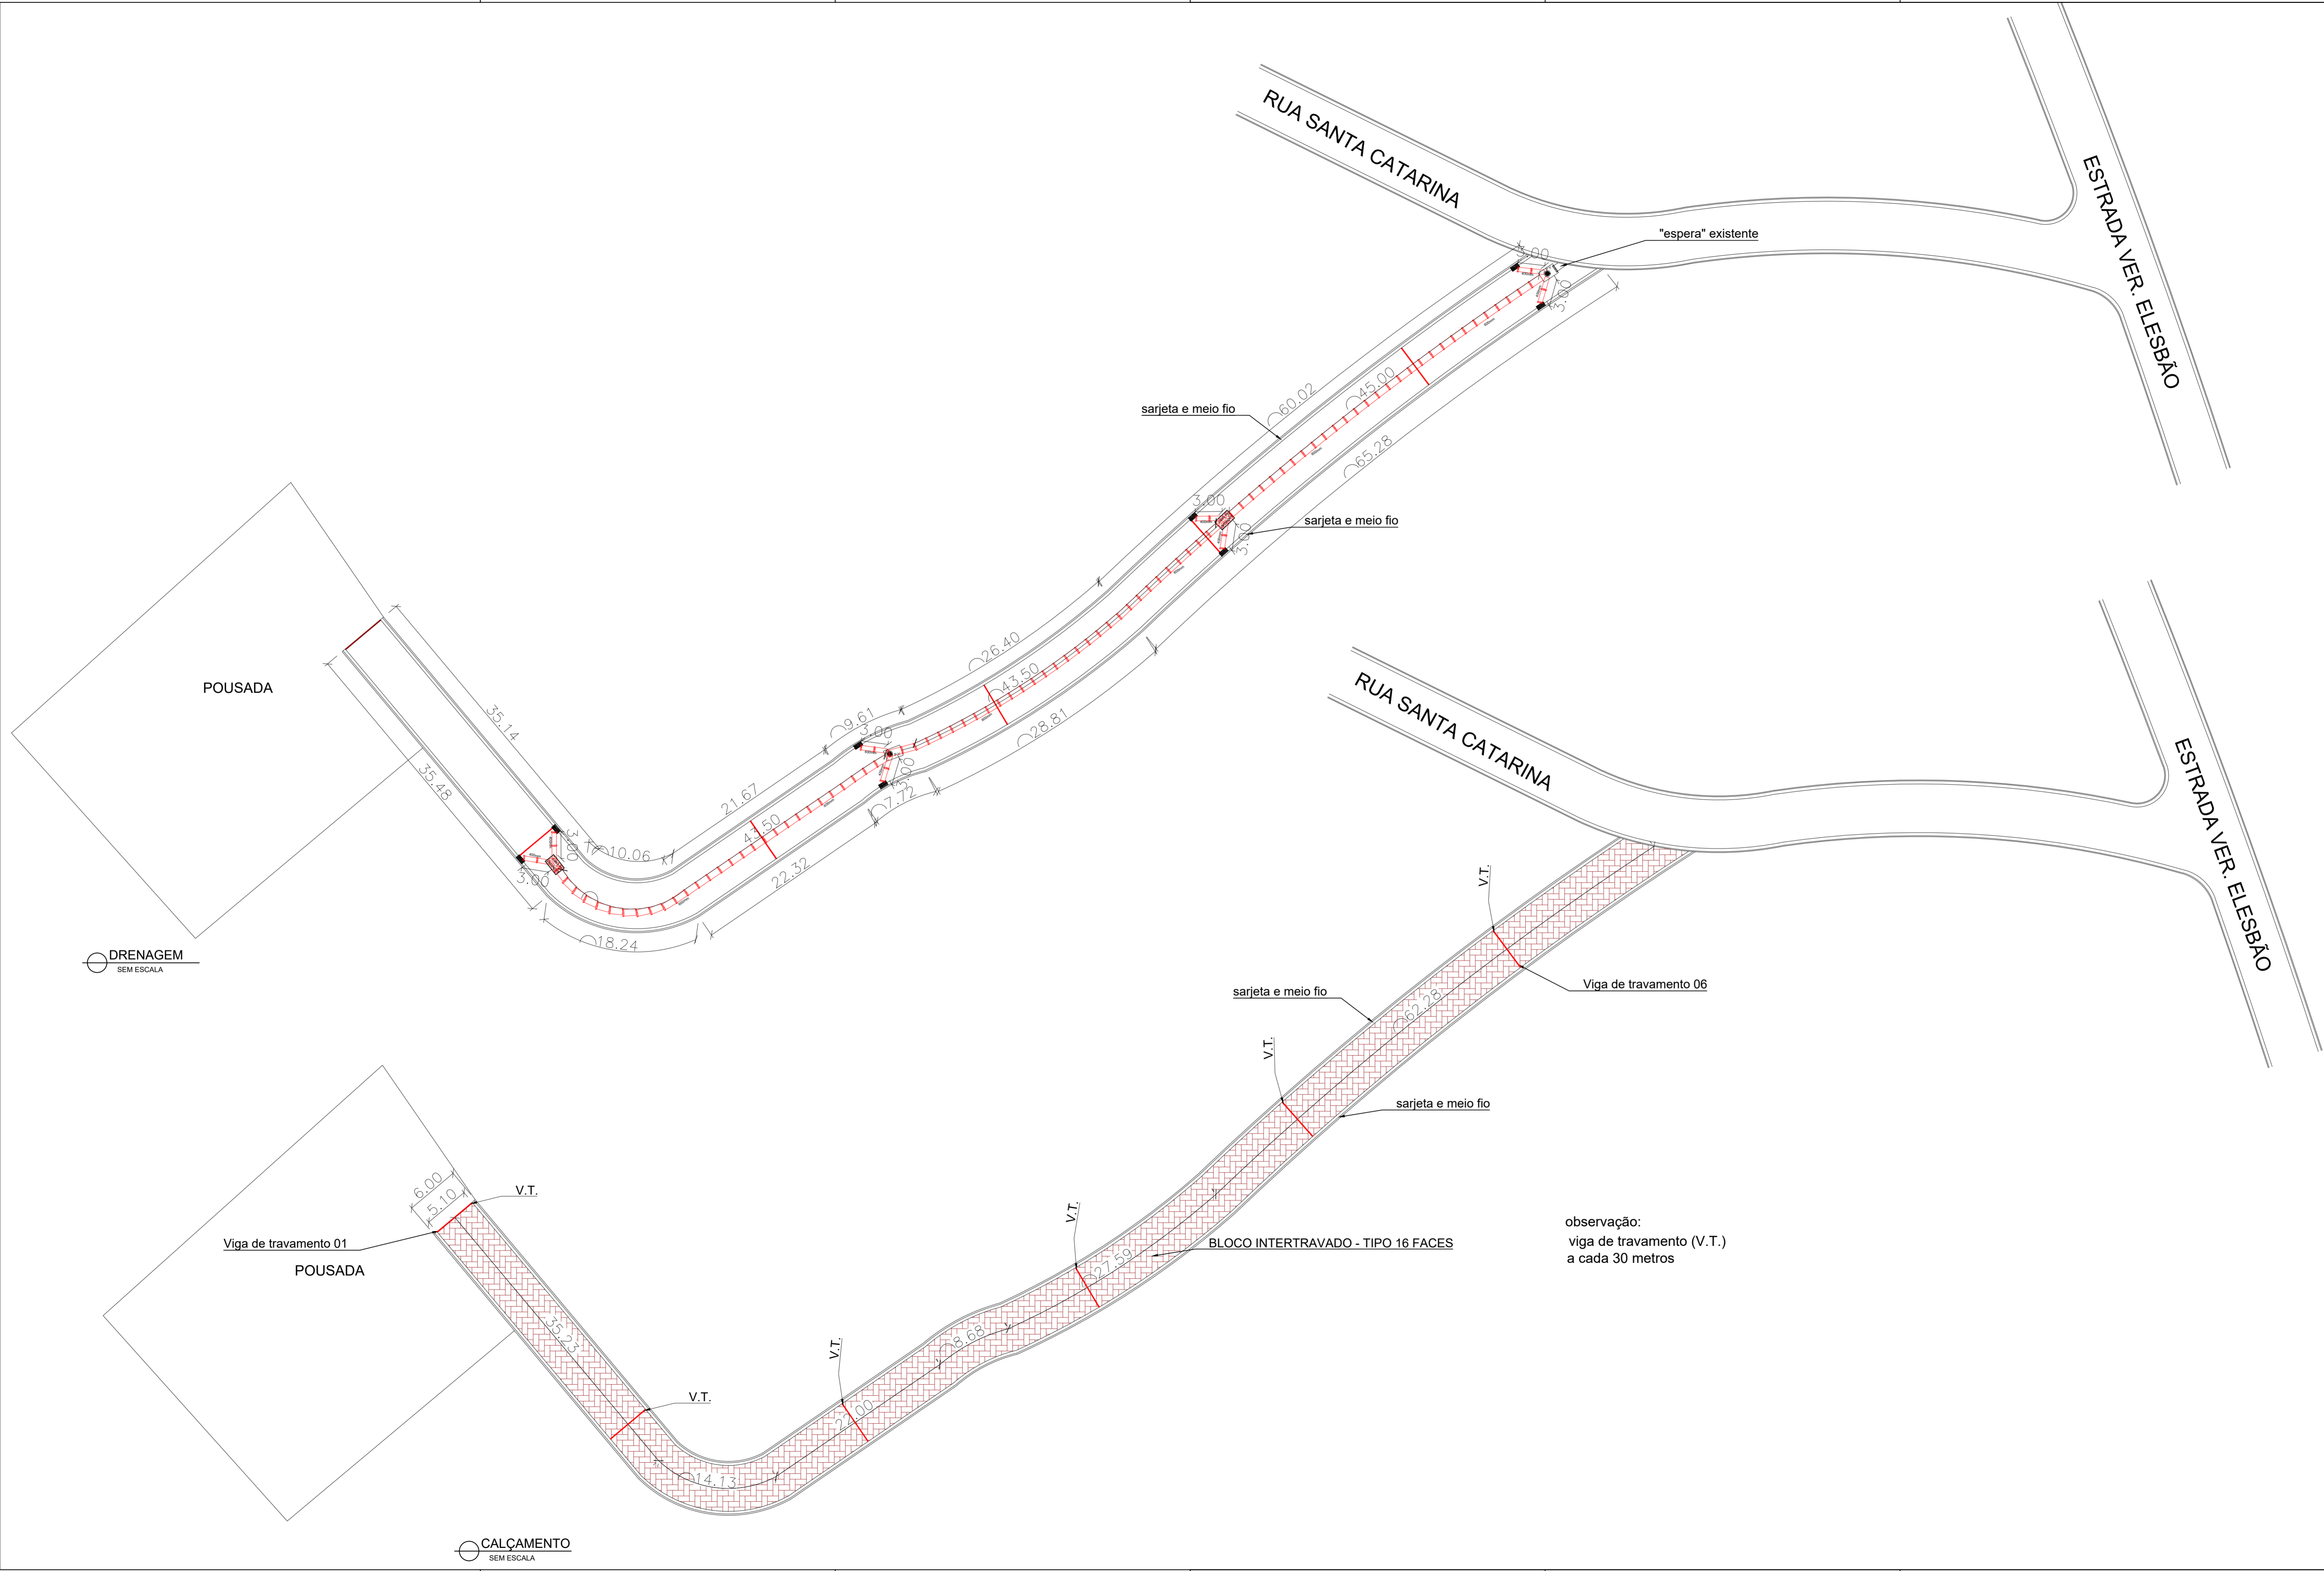 RUA SANTA CATARINA
ESTRADA VER. ELESBÃO
"espera" existente
3.00
3.00
60.02
45.00
sarjeta e meio fio
65.28
3.00
sarjeta e meio fio
3.00
26.40
43.50
28.81
POUSADA
35.14
35.48
9.61
3.00
3.00
7.72
21.67
43.50
22.32
3.00
10.06
3.00
18.24
DRENAGEM
SEM ESCALA
RUA SANTA CATARINA
ESTRADA VER. ELESBÃO
V.T.
Viga de travamento 06
sarjeta e meio fio
62.28
V.T.
sarjeta e meio fio
6.00
5.10
V.T.
Viga de travamento 01
POUSADA
V.T.
27.59
BLOCO INTERTRAVADO - TIPO 16 FACES
observação:
viga de travamento (V.T.)
a cada 30 metros
35.23
V.T.
8.68
V.T.
22.00
14.13
CALÇAMENTO
SEM ESCALA